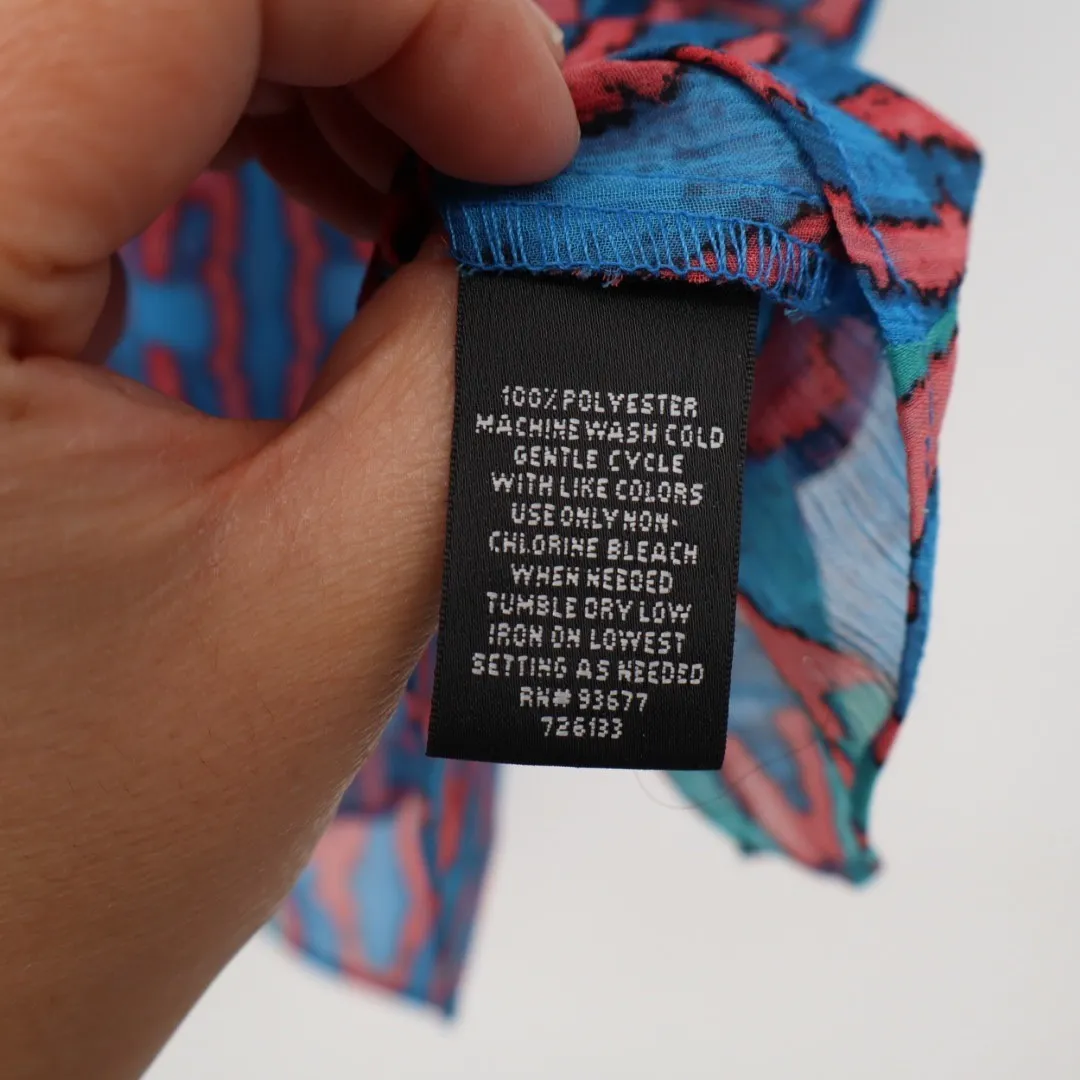 100% POLYESTER
MACHINE WASH COLD
GENTLE CYCLE
WITH LIKE COLORS
USE ONLY NON-
CHLORINE BLEACH
WHEN NEEDED
TUMBLE DRY LOW
IRON ON LOWEST
SETTING AS NEEDED
RN# 93677
726133